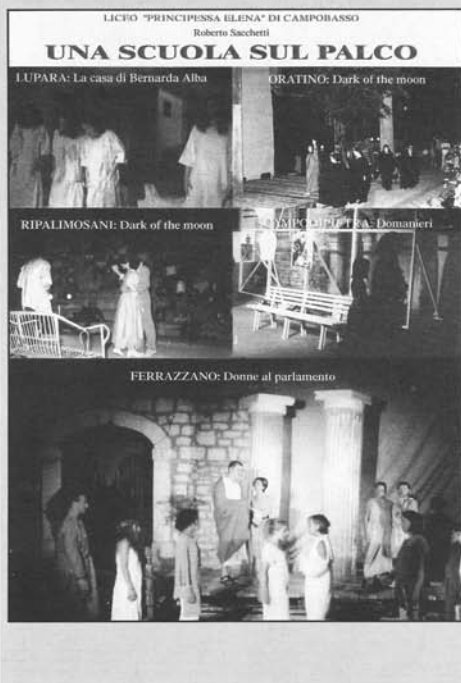 LICEO "PRINCIPESSA ELENA" DI CAMPOBASSO
Roberto Sacchetti
UNA SCUOLA SUL PALCO
LUPARA: La casa di Bernarda Alba
ORATINO: Dark of the moon
RIPALIMOSANI: Dark of the moon
Domanieri
FERRAZZANO: Donne al parlamento